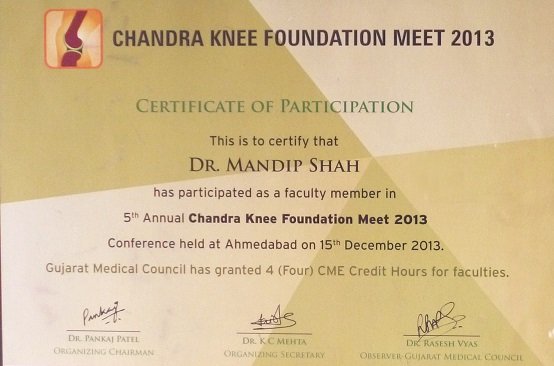 CHANDRA KNEE FOUNDATION MEET 2013
CERTIFICATE OF PARTICIPATION
This is to certify that
DR. MANDIP SHAH
has participated as a faculty member in
5th Annual Chandra Knee Foundation Meet 2013
Conference held at Ahmedabad on 15th December 2013.
Gujarat Medical Council has granted 4 (Four) CME Credit Hours for faculties.
Pankaj
DR. PANKAJ PATEL
ORGANIZING CHAIRMAN
DR. K C MEHTA
ORGANIZING SECRETARY
DR. RASESH VYAS
OBSERVER-GUJARAT MEDICAL COUNCIL